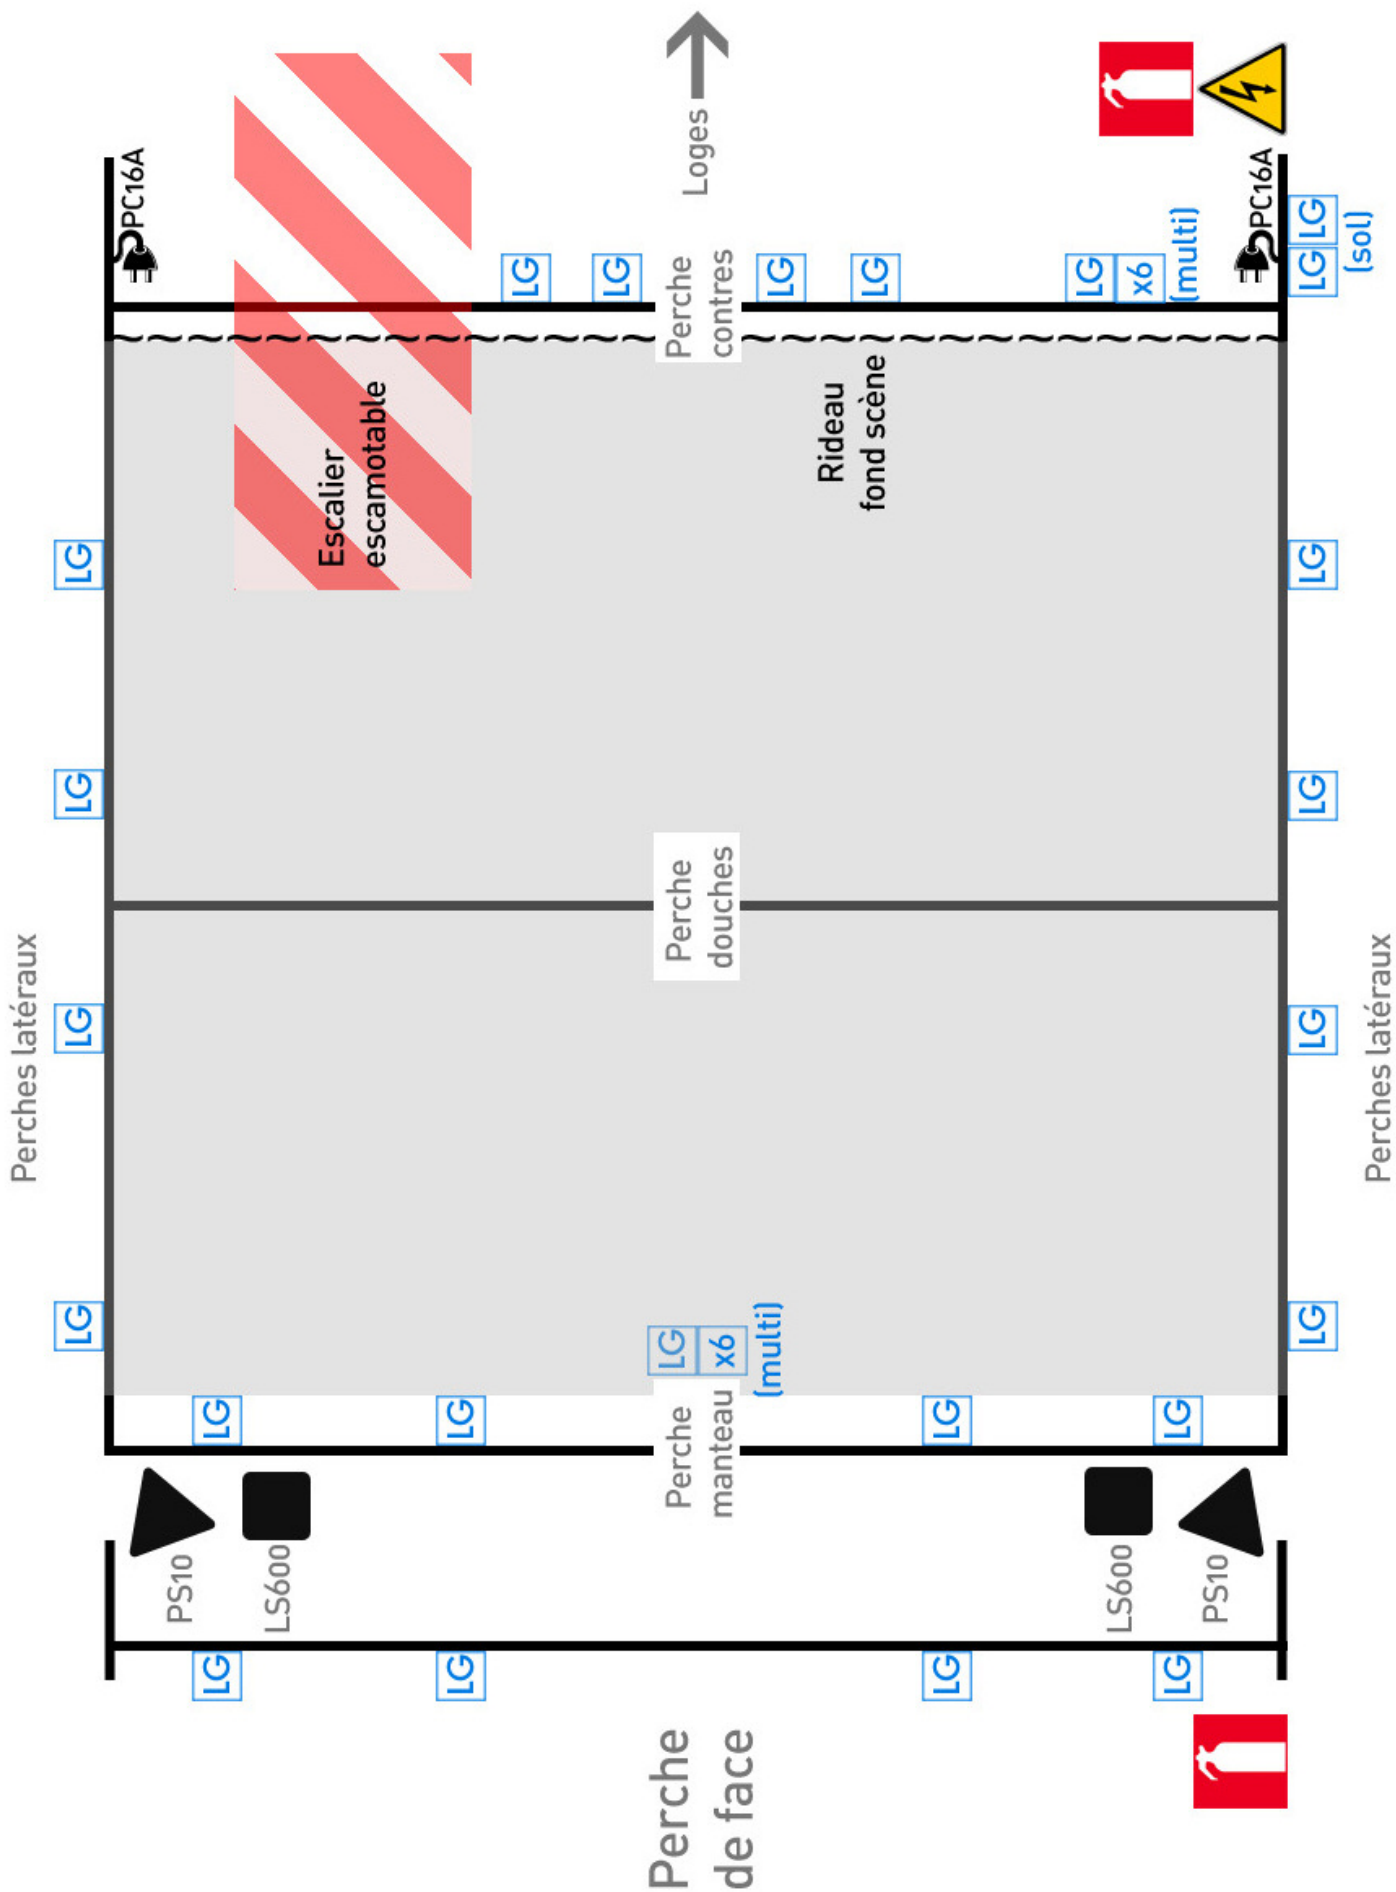 Loges
PC16A
PC16A
LG
LG
Perche
contres
LG
LG
LG
x6
(multi)
LG
LG
(sol)
Escalier
escamotable
Rideau
fond scène
LG
LG
LG
LG
Perche
douches
Perches latéraux
Perches latéraux
LG
LG
LG
LG
LG
x6
(multi)
LG
LG
Perche
manteau
LG
LG
PS10
LS600
LS600
PS10
LG
LG
LG
LG
Perche
de face